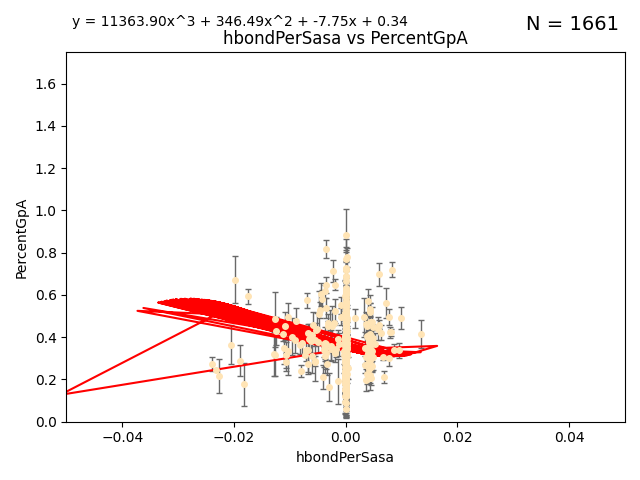 y = 11363.90x^3 + 346.49x^2 + -7.75x + 0.34
N = 1661
hbondPerSasa vs PercentGpA
PercentGpA
1.6
1.4
1.2
1.0
0.8
0.6
0.4
0.2
0.0
−0.04 −0.02 0.00 0.02 0.04
hbondPerSasa